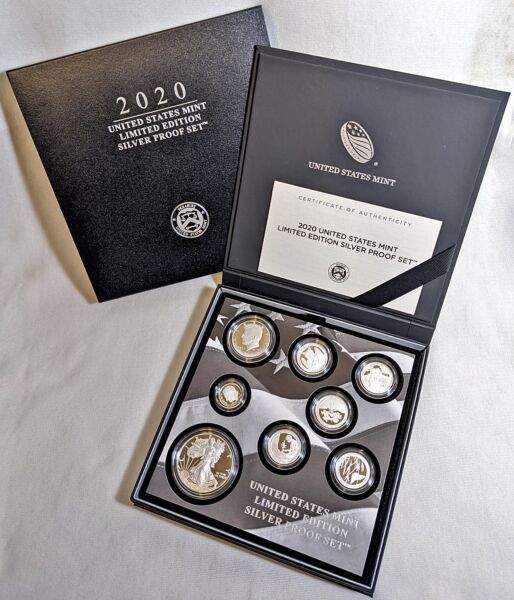 2020
UNITED STATES MINT
LIMITED EDITION
SILVER PROOF SET™
UNITED STATES MINT
CERTIFICATE OF AUTHENTICITY
2020 UNITED STATES MINT
LIMITED EDITION SILVER PROOF SET™
UNITED STATES MINT
LIMITED EDITION
SILVER PROOF SET™